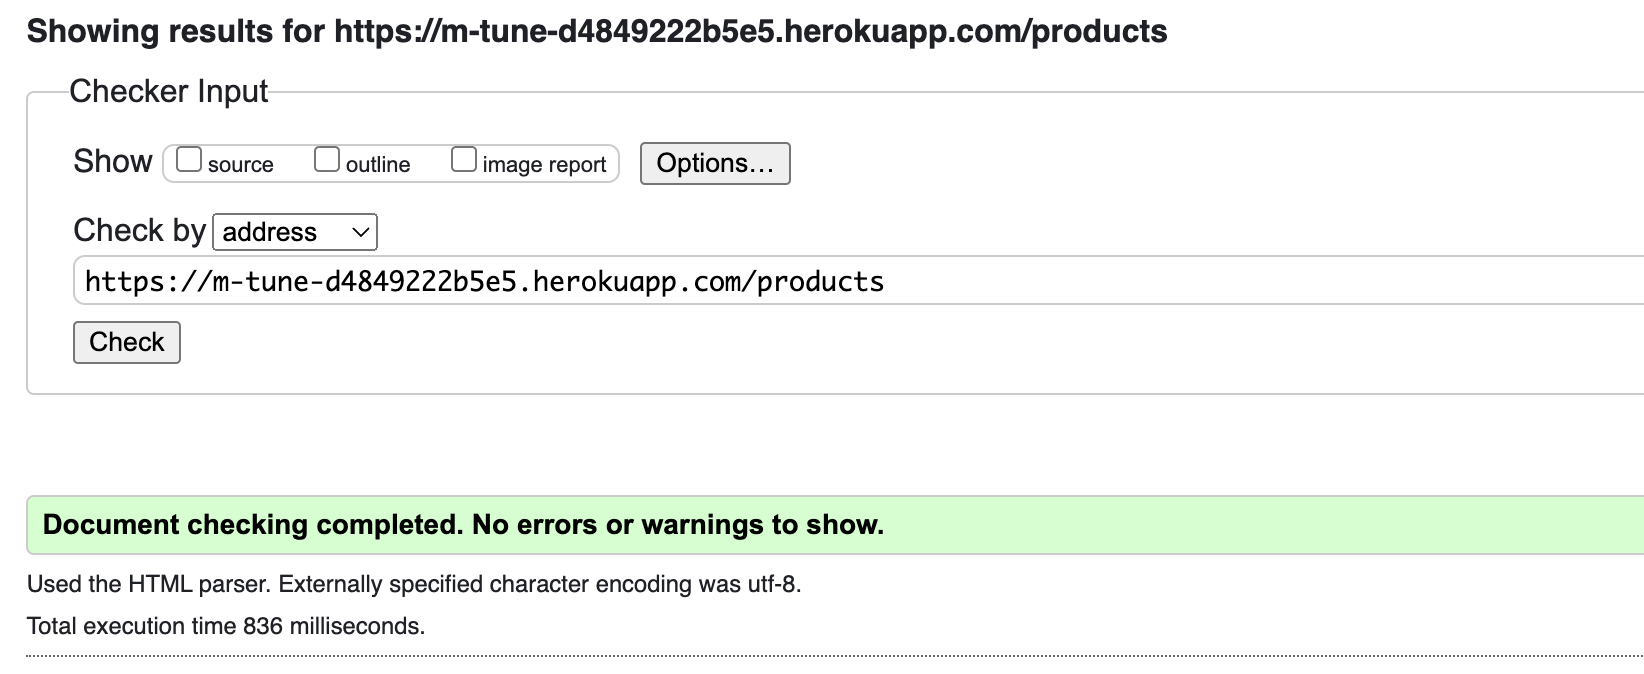 Showing results for https://m-tune-d4849222b5e5.herokuapp.com/products
Checker Input
Show source outline image report Options...
Check by address
https://m-tune-d4849222b5e5.herokuapp.com/products
Check
Document checking completed. No errors or warnings to show.
Used the HTML parser. Externally specified character encoding was utf-8.
Total execution time 836 milliseconds.